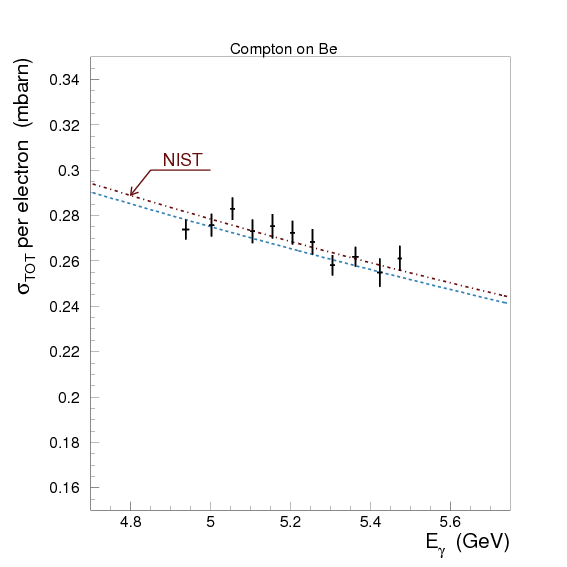 Compton on Be
σTOT per electron (mbarn)
0.34
0.32
0.3
0.28
0.26
0.24
0.22
0.2
0.18
0.16
NIST
4.8 5 5.2 5.4 5.6
Eγ (GeV)